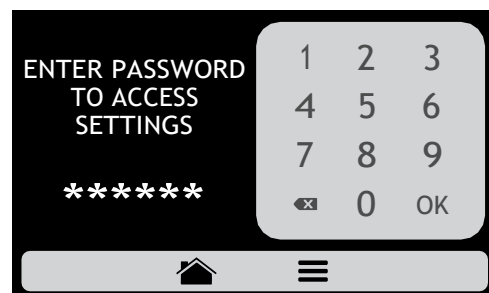 ENTER PASSWORD
TO ACCESS
SETTINGS
******
1 2 3
4 5 6
7 8 9
0 OK